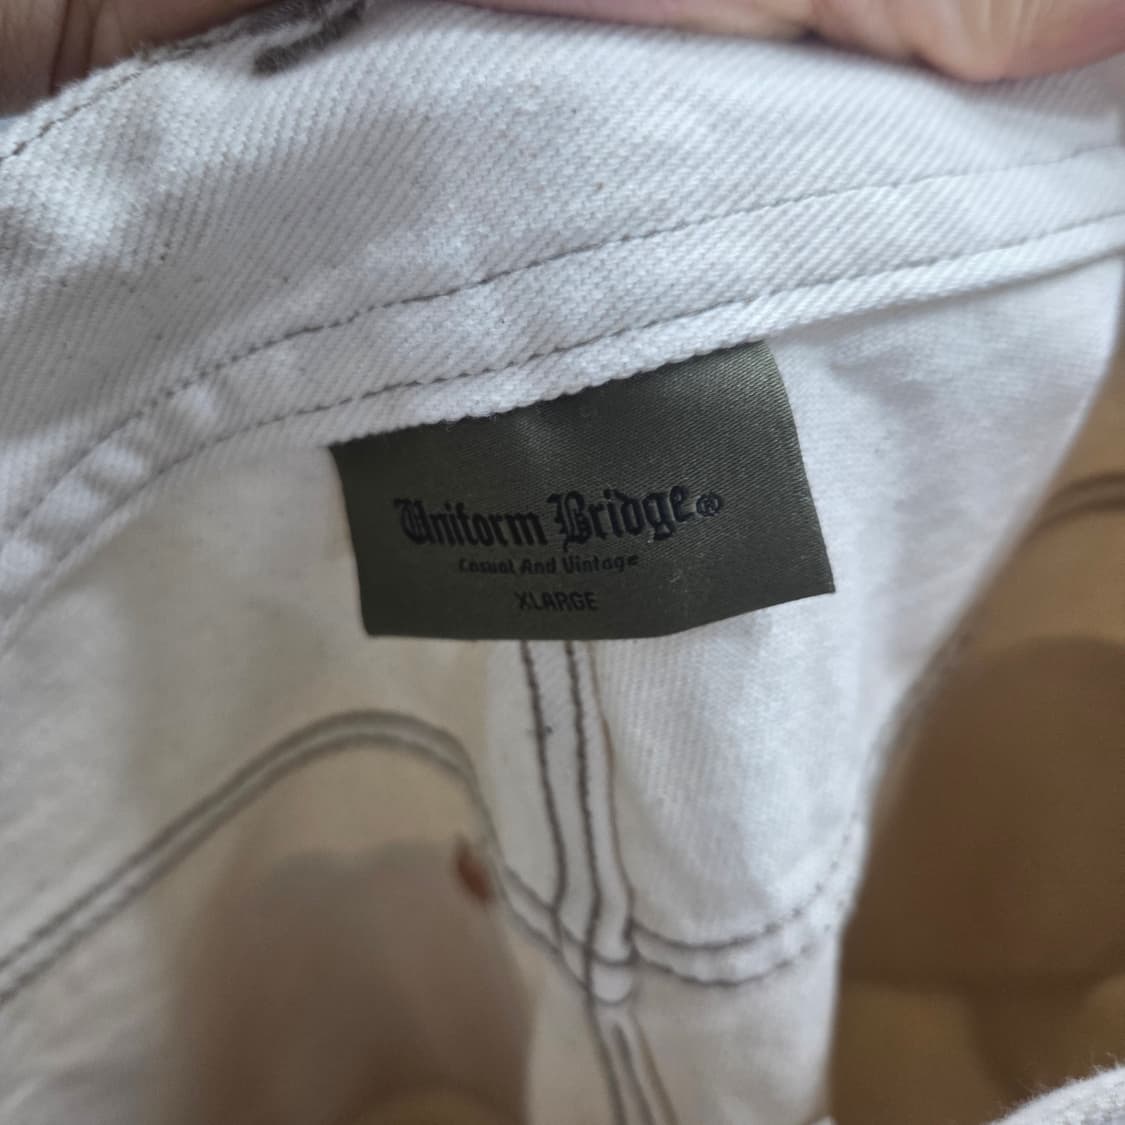 Uniform Bridge®
Casual And Vintage
XLARGE